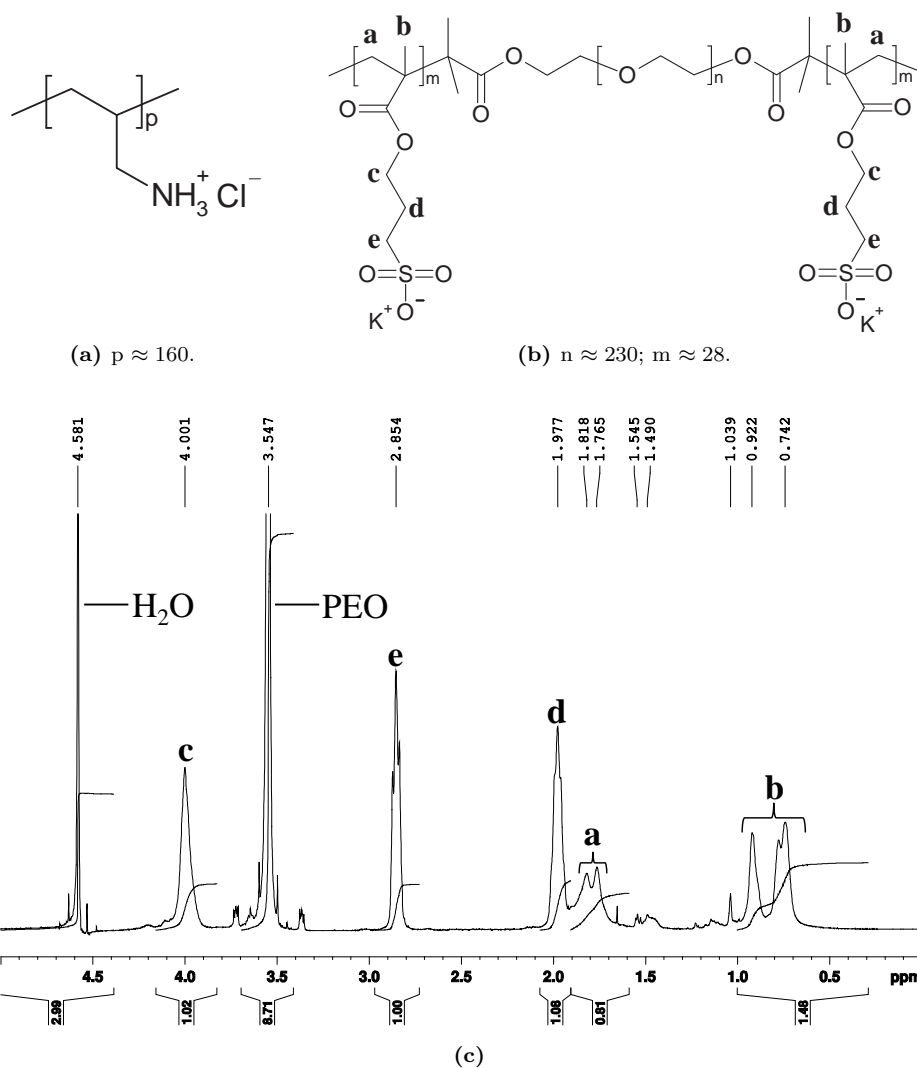 a b b a
[ ]p
NH3+ Cl−
[ ]m O O [ O ]n O O [ ]m
O O O O
O O
c c
d d
e e
O=S=O O=S=O
K+ O− O− K+
(a) p ≈ 160.
(b) n ≈ 230; m ≈ 28.
4.581 4.001 3.547 2.854 1.977 1.818 1.765 1.545 1.490 1.039 0.922 0.742
H2O PEO
c e d a b
4.5 4.0 3.5 3.0 2.5 2.0 1.5 1.0 0.5 ppm
2.99 1.02 8.71 1.00 1.08 0.81 1.48
(c)